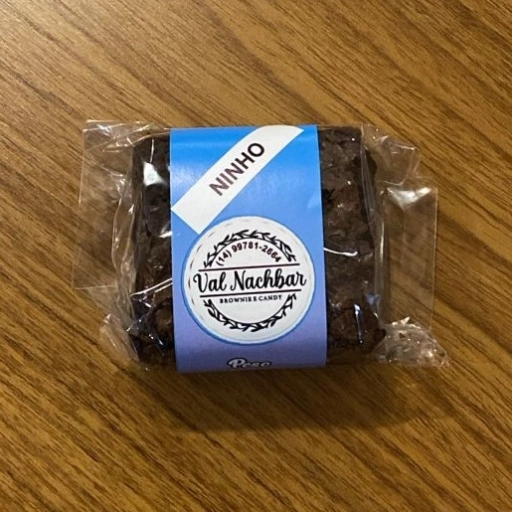 NINHO
(14) 99781-2664
Val Nachbar
BROWNIE E CANDY
Peso